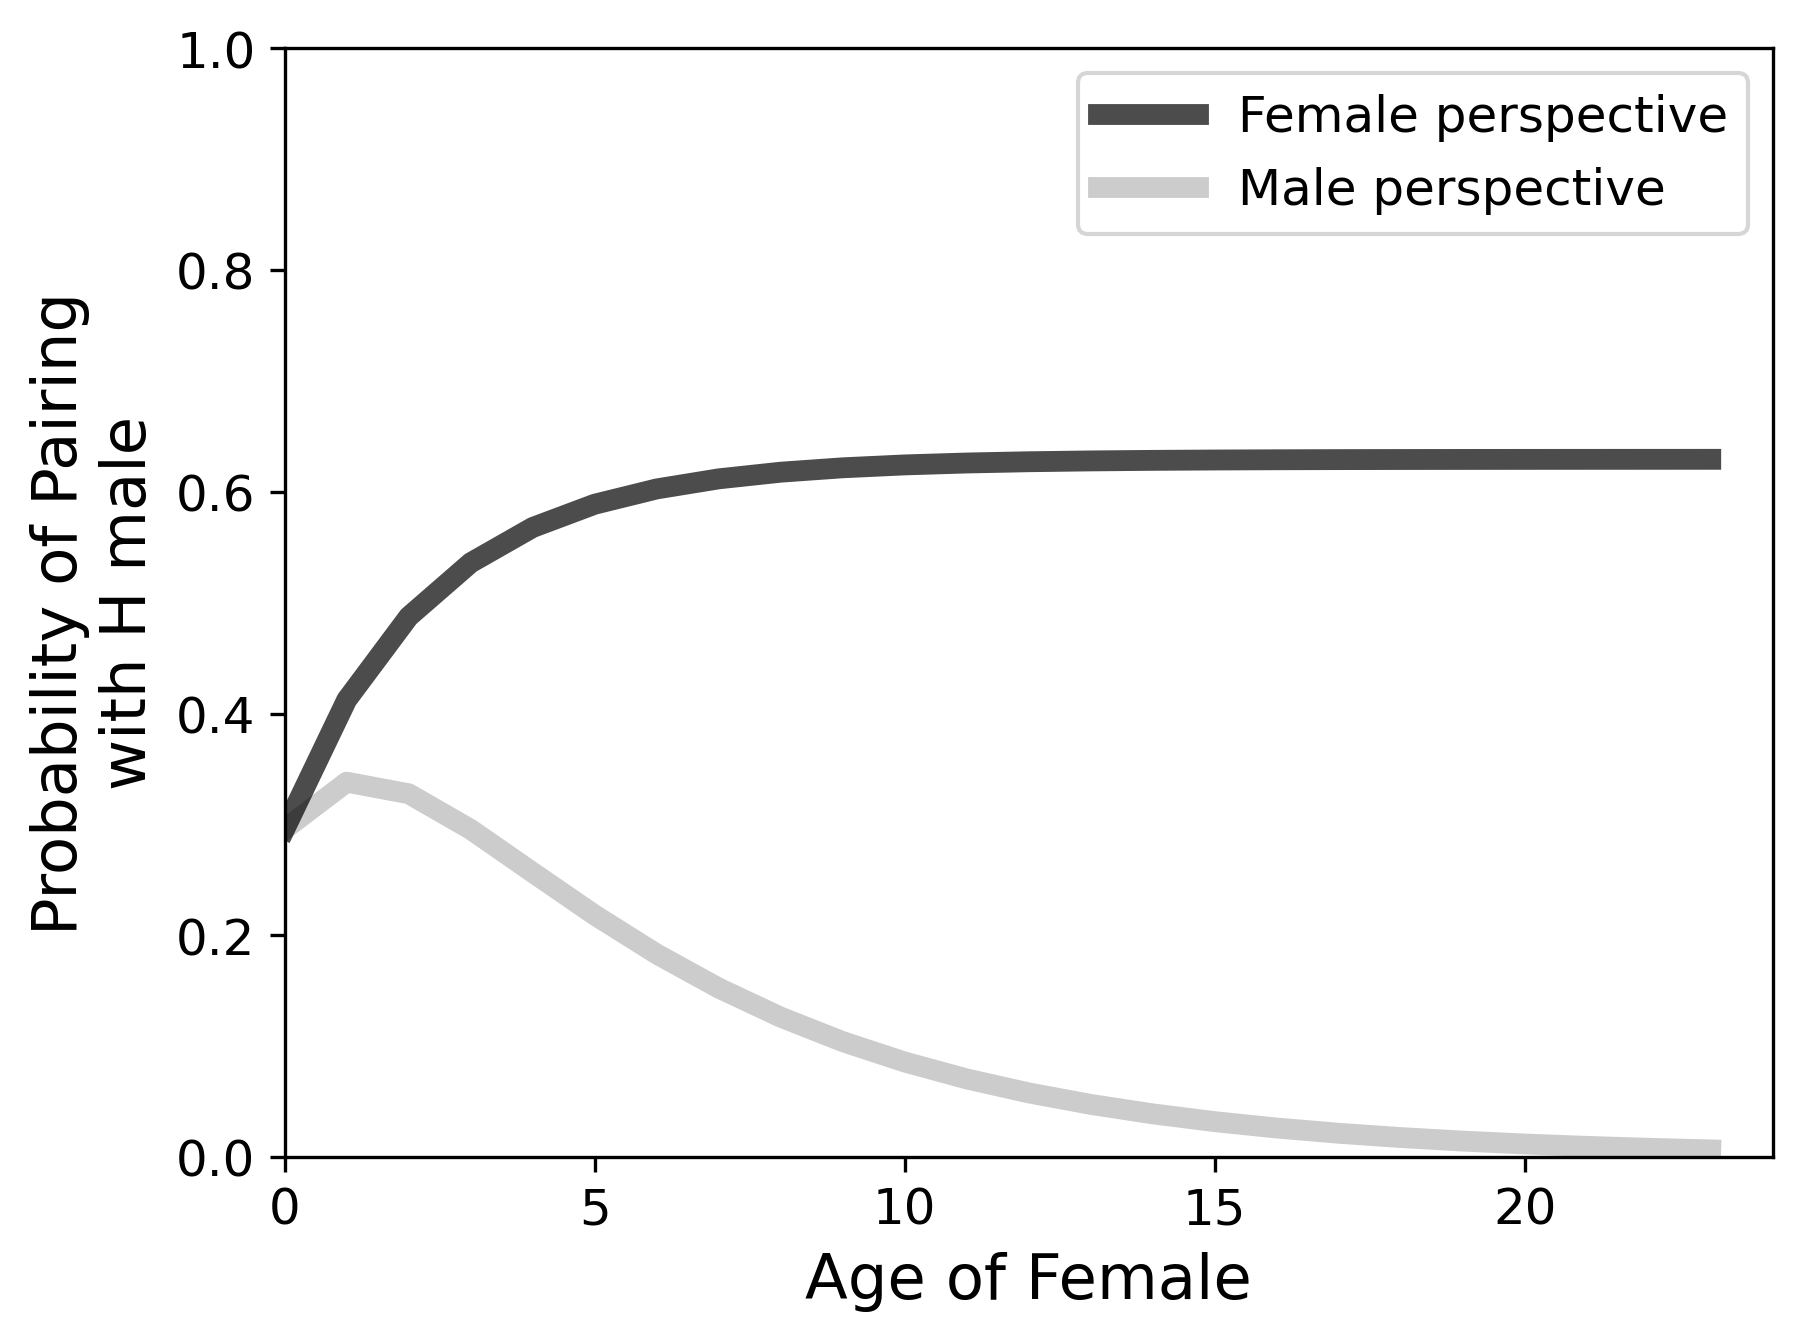 Probability of Pairing
with H male
1.0
0.8
0.6
0.4
0.2
0.0
Female perspective
Male perspective
0 5 10 15 20
Age of Female